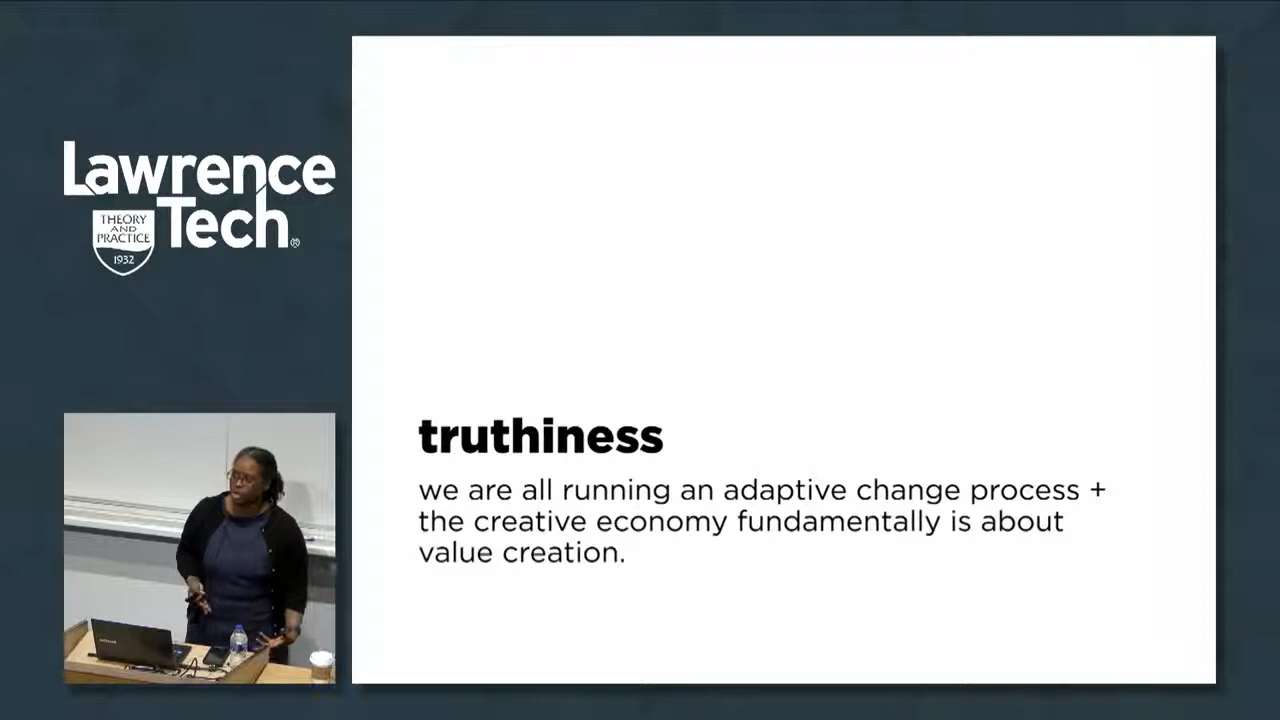 Lawrence
Tech®
THEORY
AND
PRACTICE
1932
truthiness
we are all running an adaptive change process +
the creative economy fundamentally is about
value creation.